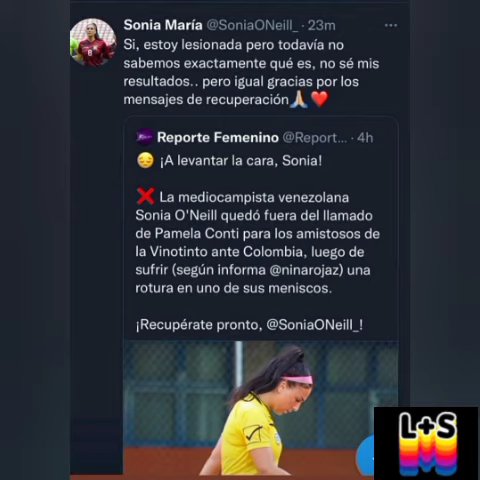 Sonia María @SoniaONeill_ · 23m
Si, estoy lesionada pero todavía no
sabemos exactamente qué es, no sé mis
resultados.. pero igual gracias por los
mensajes de recuperación🙏🏼❤️
Reporte Femenino @Report... · 4h
😔 ¡A levantar la cara, Sonia!
❌ La mediocampista venezolana
Sonia O'Neill quedó fuera del llamado
de Pamela Conti para los amistosos de
la Vinotinto ante Colombia, luego de
sufrir (según informa @ninarojaz) una
rotura en uno de sus meniscos.
¡Recupérate pronto, @SoniaONeill_!
L+S